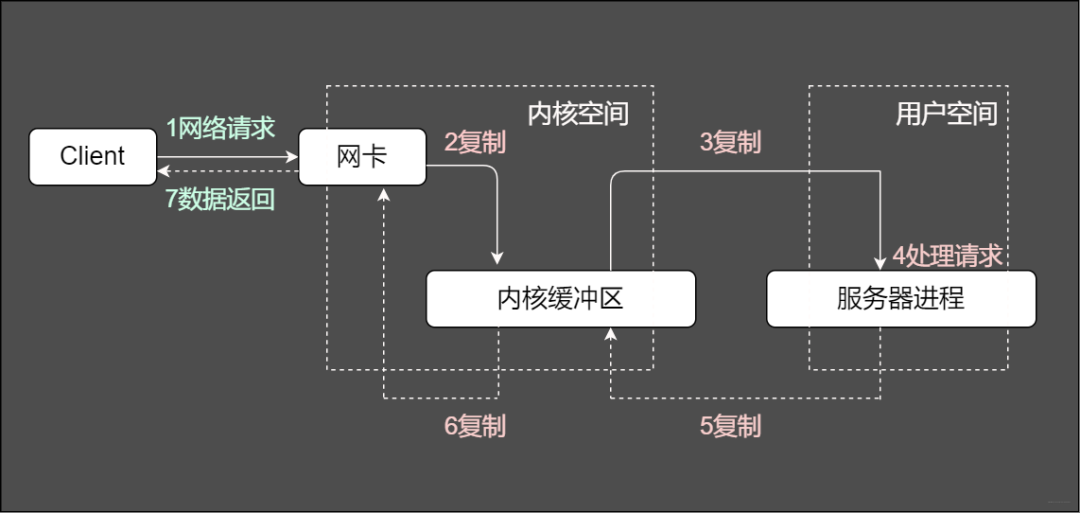 内核空间
用户空间
1网络请求
Client
网卡
2复制
3复制
7数据返回
4处理请求
内核缓冲区
服务器进程
6复制
5复制